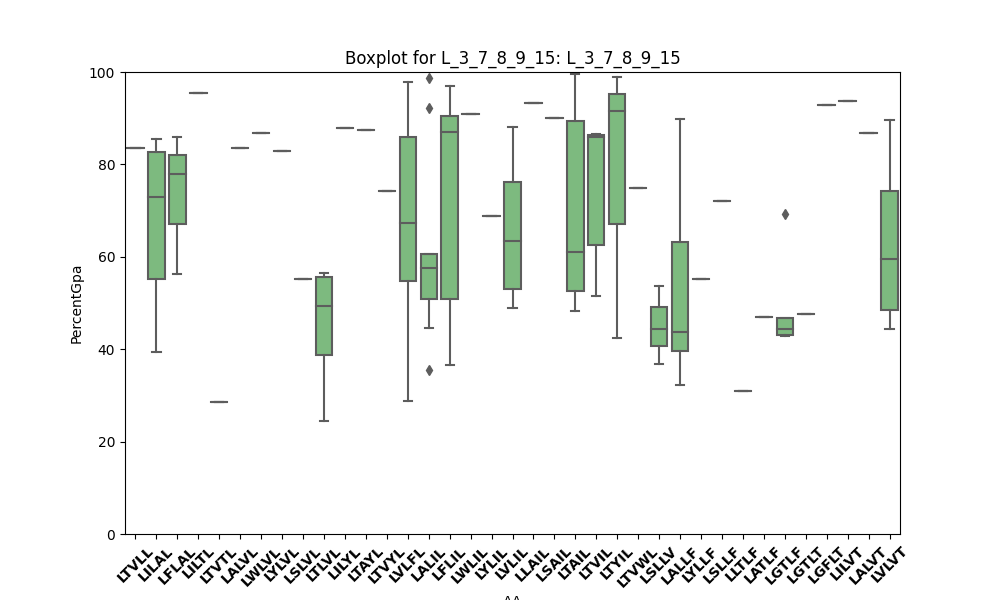 Boxplot for L_3_7_8_9_15: L_3_7_8_9_15
100
80
60
40
20
0
PercentGpa
LTVLL LILAL LFLAL LILTL LTVTL LALVL LWLVL LYLVL LSLVL LTLVL LILYL LTAYL LTVYL LVLFL LALIL LFLIL LWLIL LYLIL LVLIL LLAIL LSAIL LTAIL LTVIL LTYIL LTVWL LSLLV LALLF LYLLF LSLLF LLTLF LATLF LGTLF LGTLT LGFLT LILVT LALVT LVLVT
AA